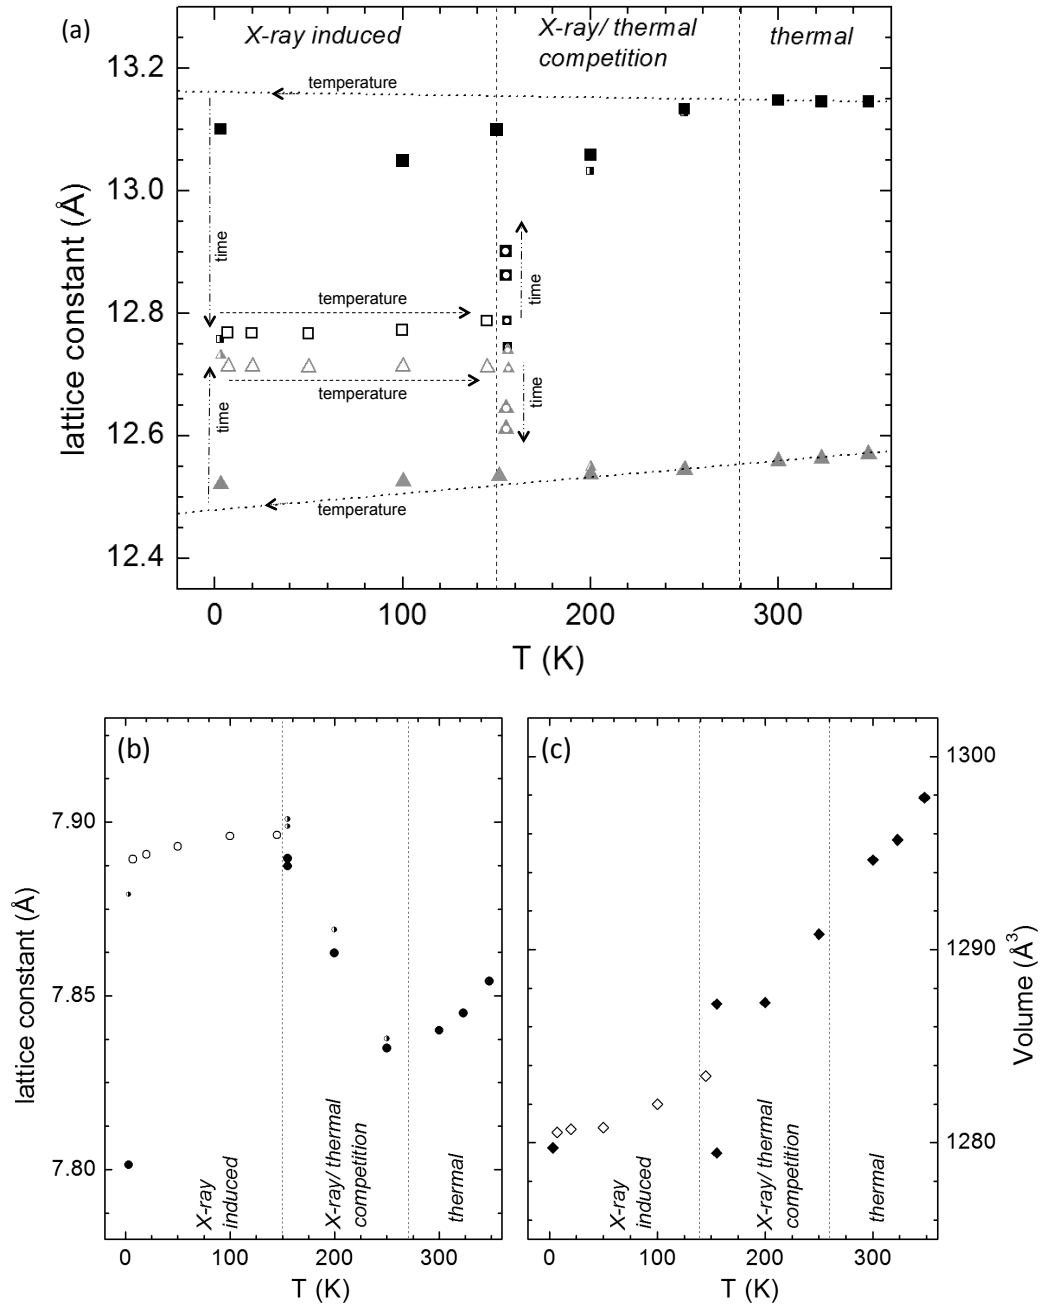 (a)
X-ray induced
X-ray/ thermal
competition
thermal
13.2
13.0
12.8
12.6
12.4
lattice constant (Å)
temperature
time
temperature
time
temperature
time
time
temperature
0
100
200
300
T (K)
(b)
7.90
7.85
7.80
lattice constant (Å)
X-ray
induced
X-ray/ thermal
competition
thermal
0
100
200
300
T (K)
(c)
1300
1290
1280
Volume (Å³)
X-ray
induced
X-ray/ thermal
competition
thermal
0
100
200
300
T (K)